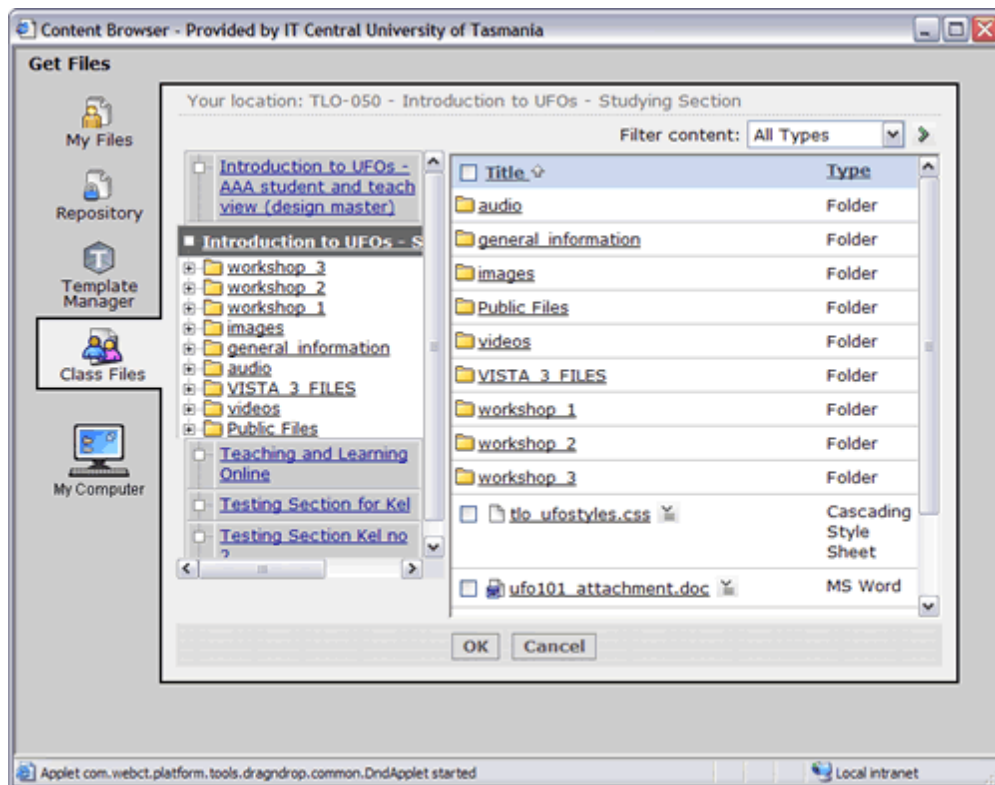 Content Browser - Provided by IT Central University of Tasmania
Get Files
My Files
Repository
Template
Manager
Class Files
My Computer
Your location: TLO-050 - Introduction to UFOs - Studying Section
Filter content: All Types
Introduction to UFOs -
AAA student and teach
view (design master)
Introduction to UFOs - S
workshop_3
workshop_2
workshop_1
images
general_information
audio
VISTA_3_FILES
videos
Public Files
Teaching and Learning
Online
Testing Section for Kel
Testing Section Kel no
2
Title Type
audio Folder
general_information Folder
images Folder
Public Files Folder
videos Folder
VISTA_3_FILES Folder
workshop_1 Folder
workshop_2 Folder
workshop_3 Folder
tlo_ufostyles.css Cascading
Style
Sheet
ufo101_attachment.doc MS Word
OK Cancel
Applet com.webct.platform.tools.dragndrop.common.DndApplet started Local intranet